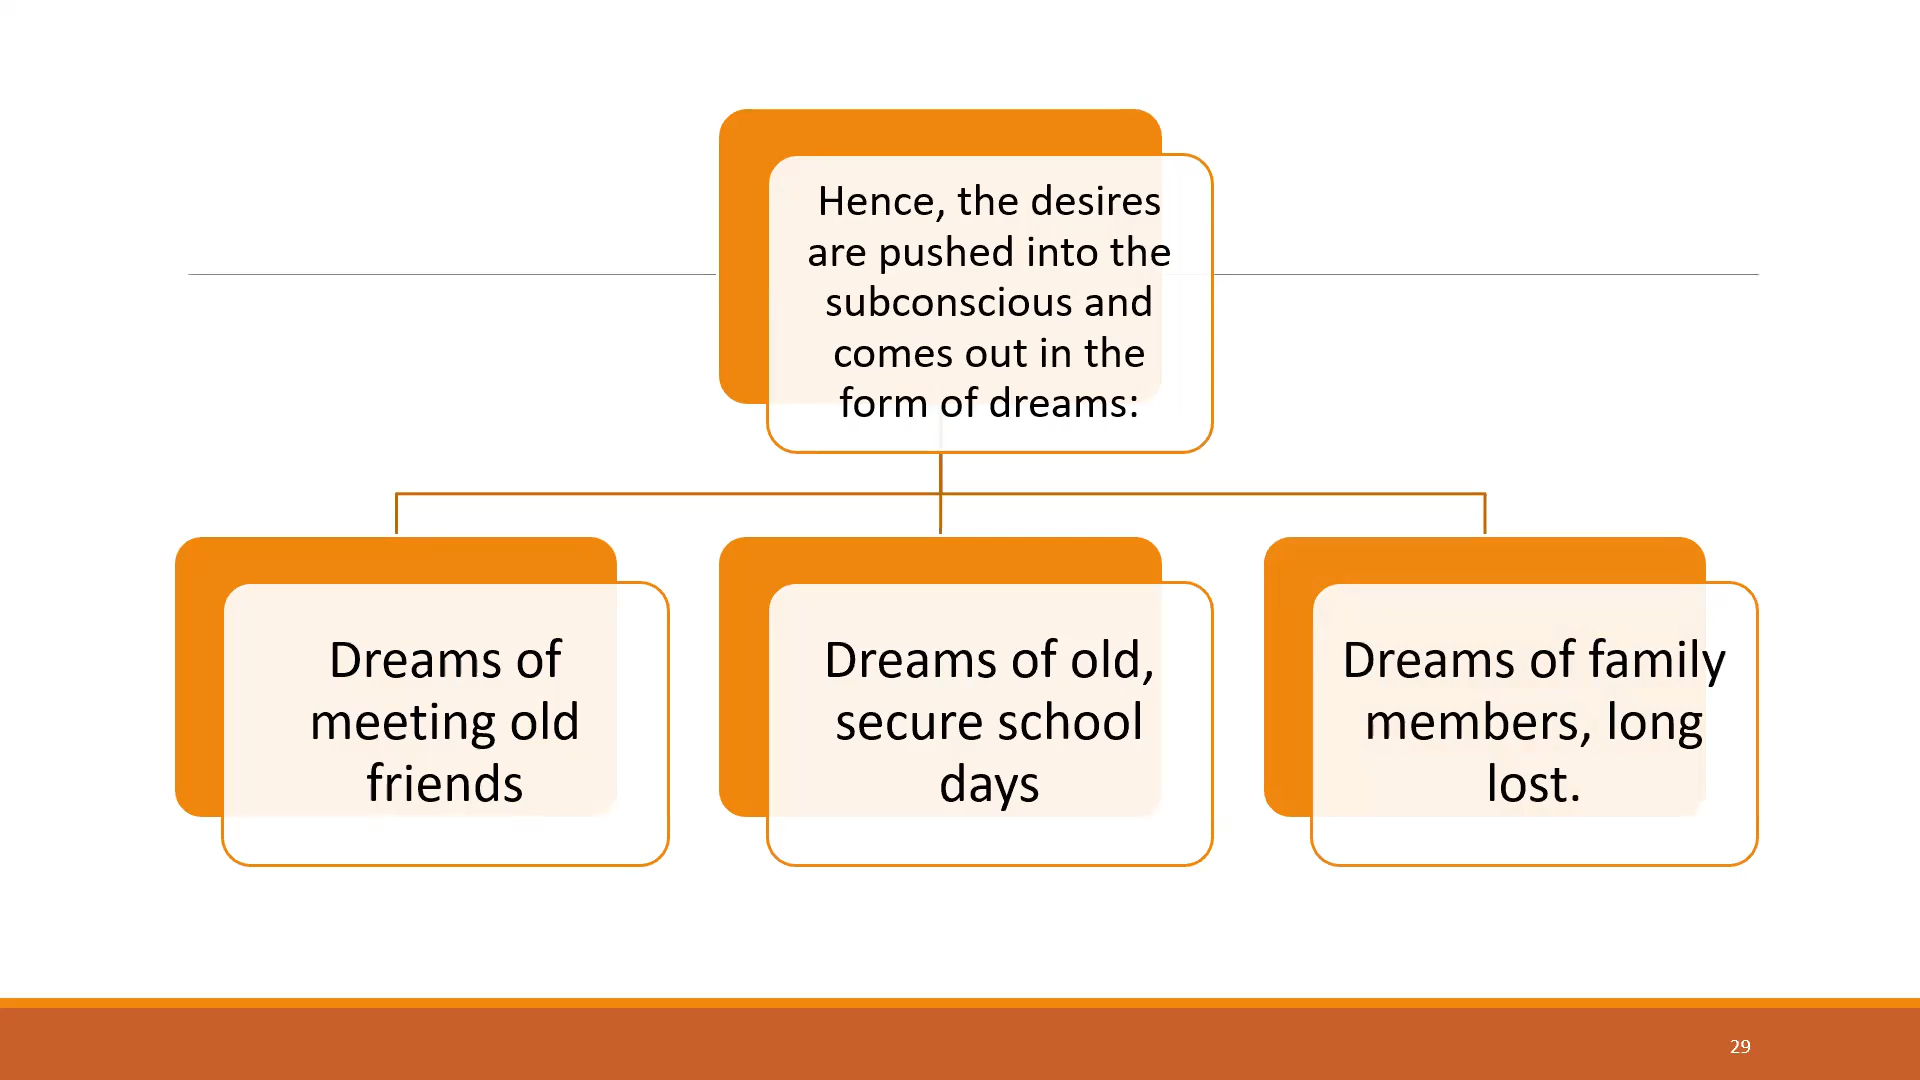 Hence, the desires
are pushed into the
subconscious and
comes out in the
form of dreams:
Dreams of
meeting old
friends
Dreams of old,
secure school
days
Dreams of family
members, long
lost.
29